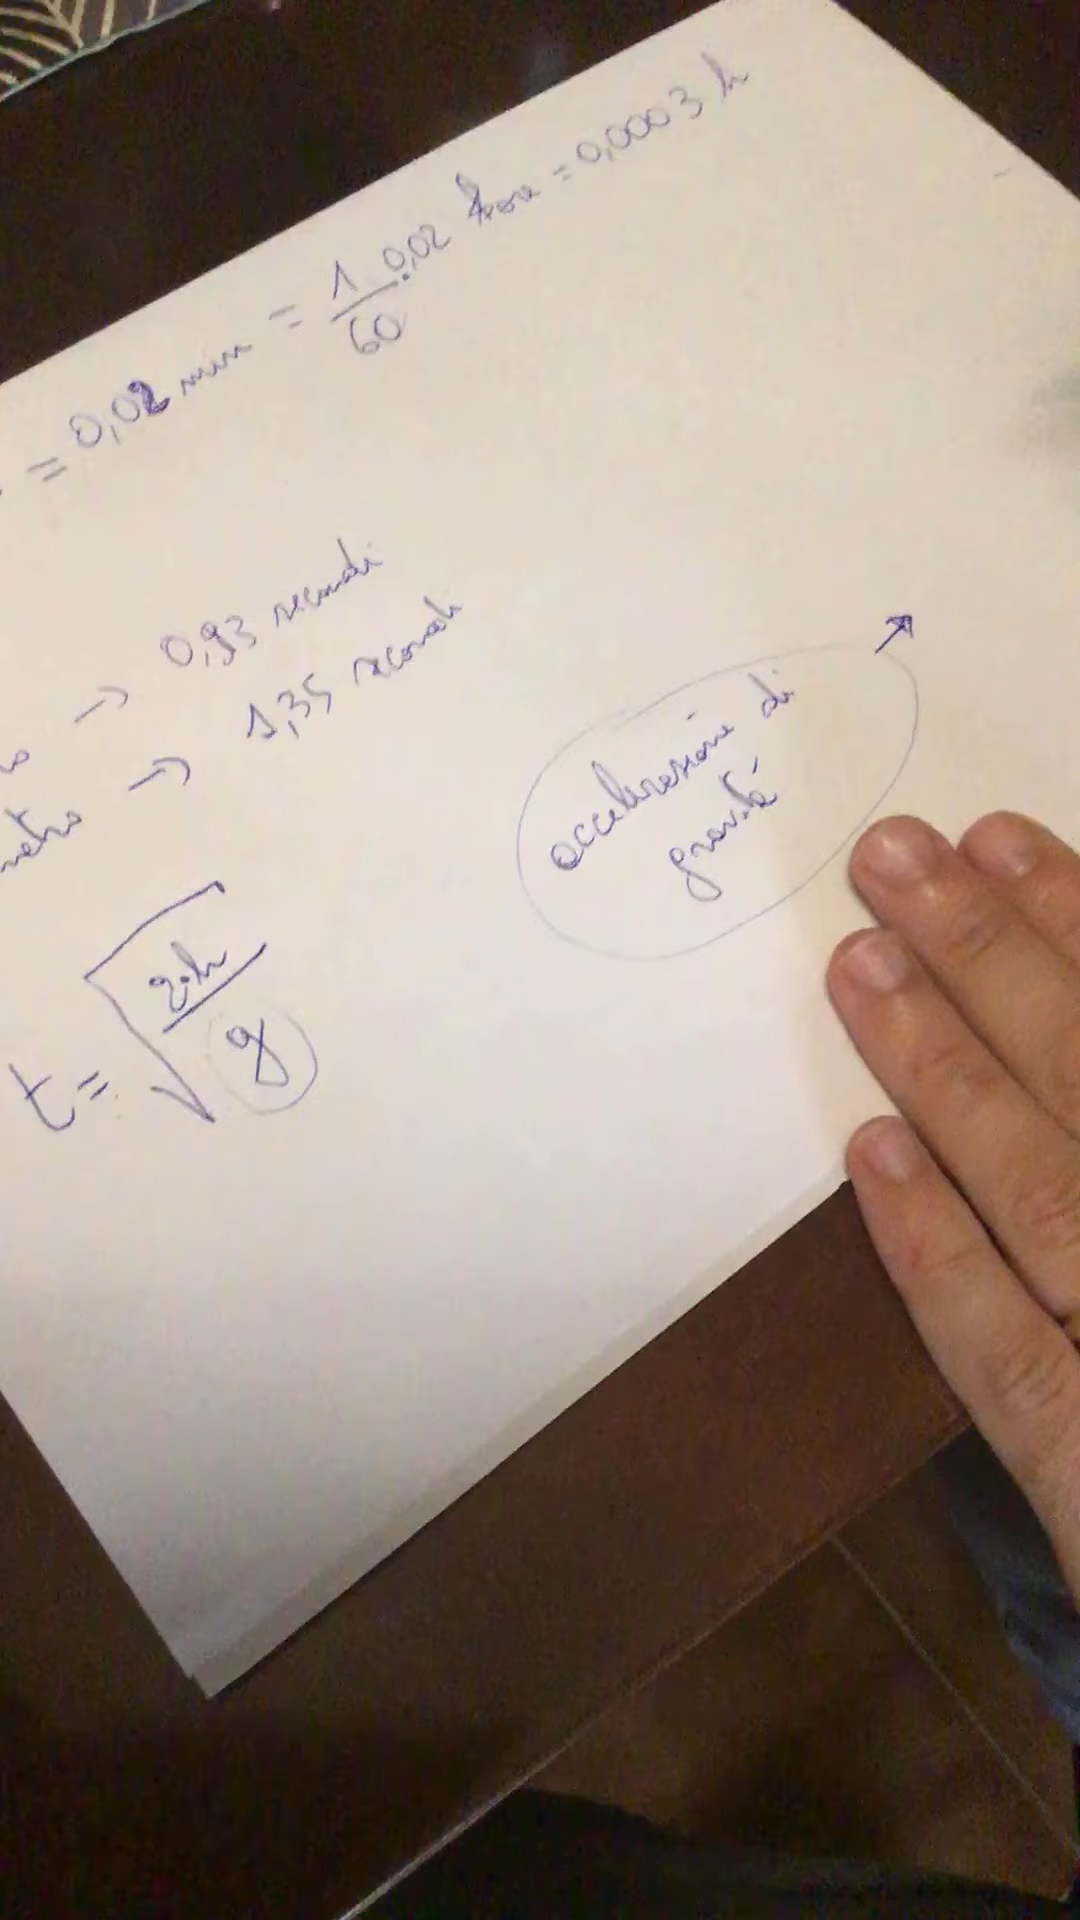 = 0,02 min = 1/60 · 0,02 ore = 0,0003 h
→ 0,93 secondi
→ 1,35 secondi
accelerazione di
gravità
t = √(2·h/g)